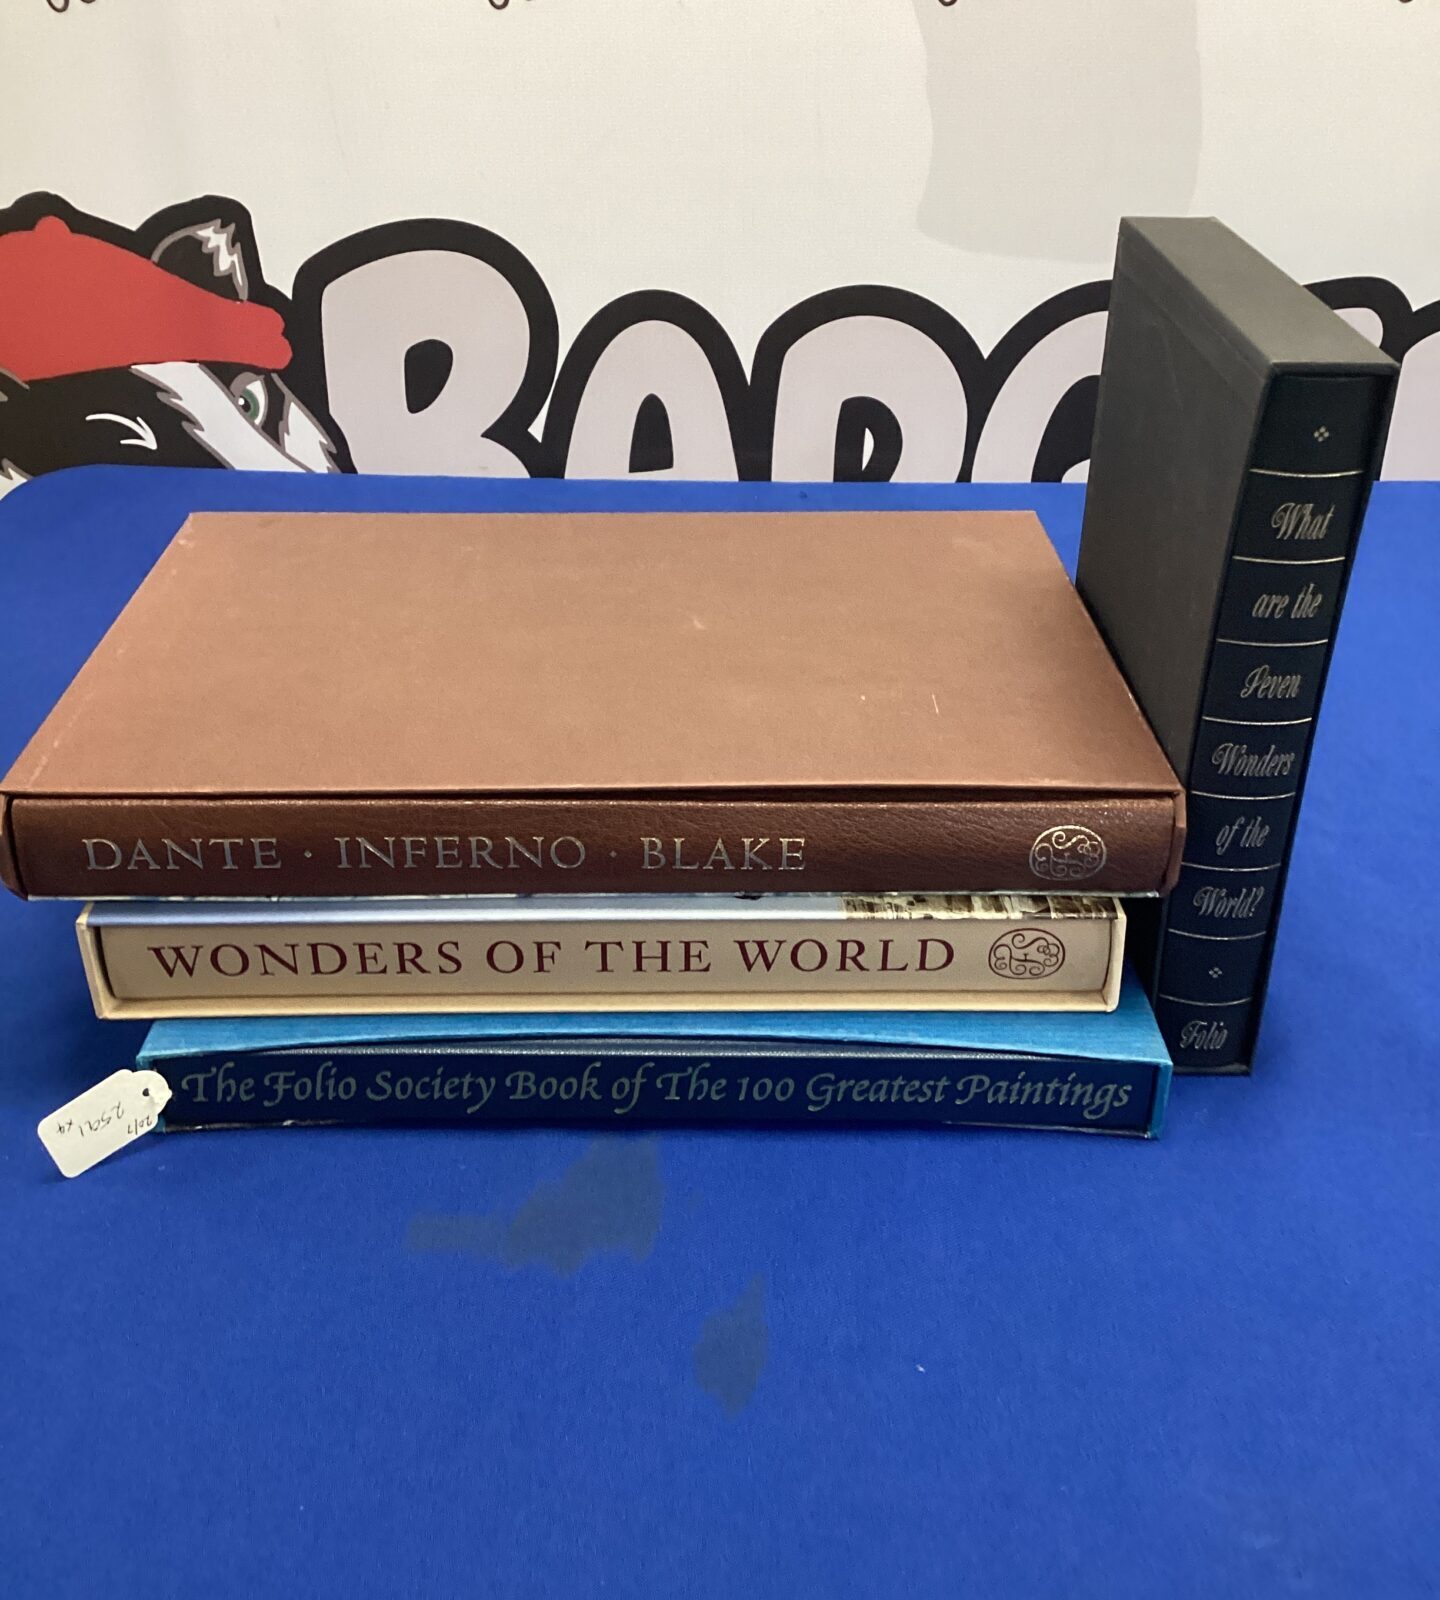 What
are the
Seven
Wonders
of the
World?
Folio
DANTE · INFERNO · BLAKE
WONDERS OF THE WORLD
The Folio Society Book of The 100 Greatest Paintings